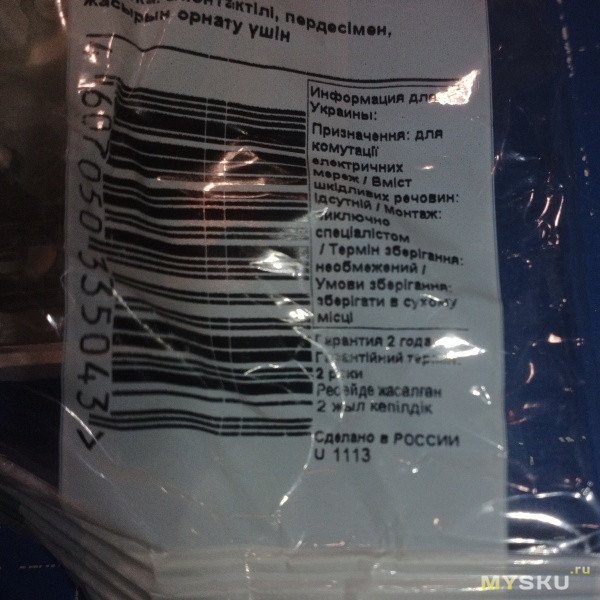 пердесімен,
жасырын орнату үшін
Информация для
Украины:
Призначення: для
комутації
електричних
мереж / Вміст
шкідливих речовин:
Відсутній / Монтаж:
виключно
спеціалістом
/ Термін зберігання:
необмежений /
Умови зберігання:
зберігати в сухому
місці
Гарантия 2 года
Гарантійний термін:
2 роки
Ресейде жасалған
2 жыл кепілдік
Сделано в РОССИИ
U 1113
MYSKU.ru